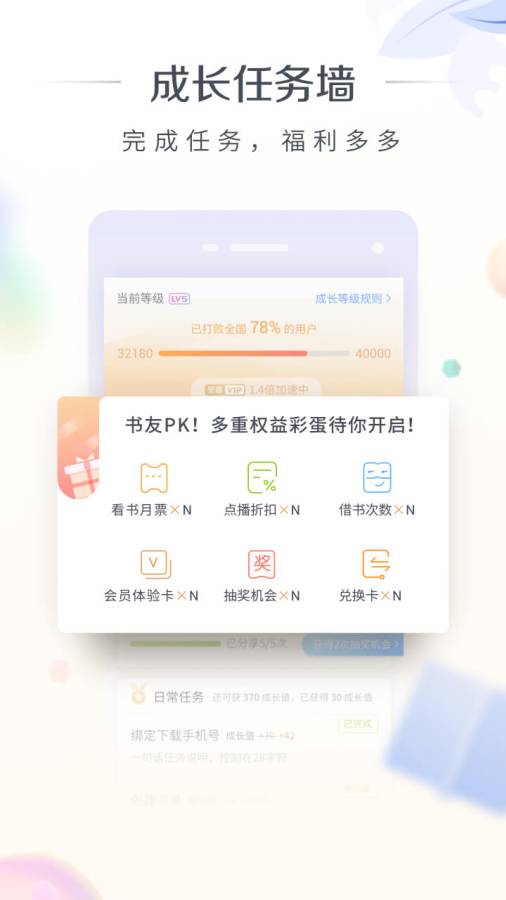 成长任务墙
完成任务，福利多多
当前等级 LV5 成长等级规则 >
已打败全国 78% 的用户
32180 40000
VIP 1.4倍加速中
书友PK！多重权益彩蛋待你开启！
看书月票×N 点播折扣×N 借书次数×N
V 奖
会员体验卡×N 抽奖机会×N 兑换卡×N
已分享5/5次 获得2次抽奖机会 >
日常任务 还可获 370 成长值，已获得 30 成长值
已完成
绑定下载手机号 成长值 +30 +42
一句话任务说明，控制在28字符